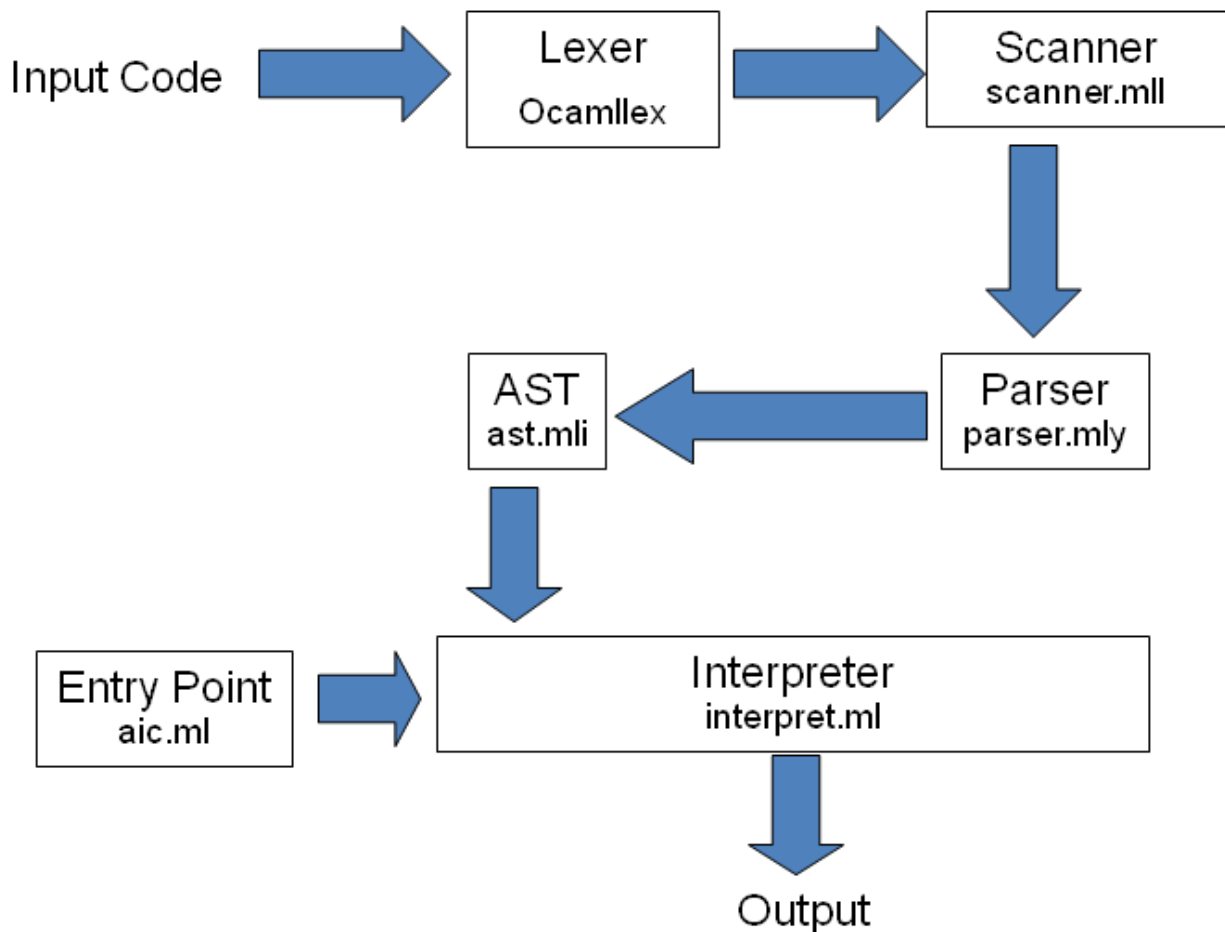 Input Code
Lexer
Ocamllex
Scanner
scanner.mll
AST
ast.mli
Parser
parser.mly
Entry Point
aic.ml
Interpreter
interpret.ml
Output